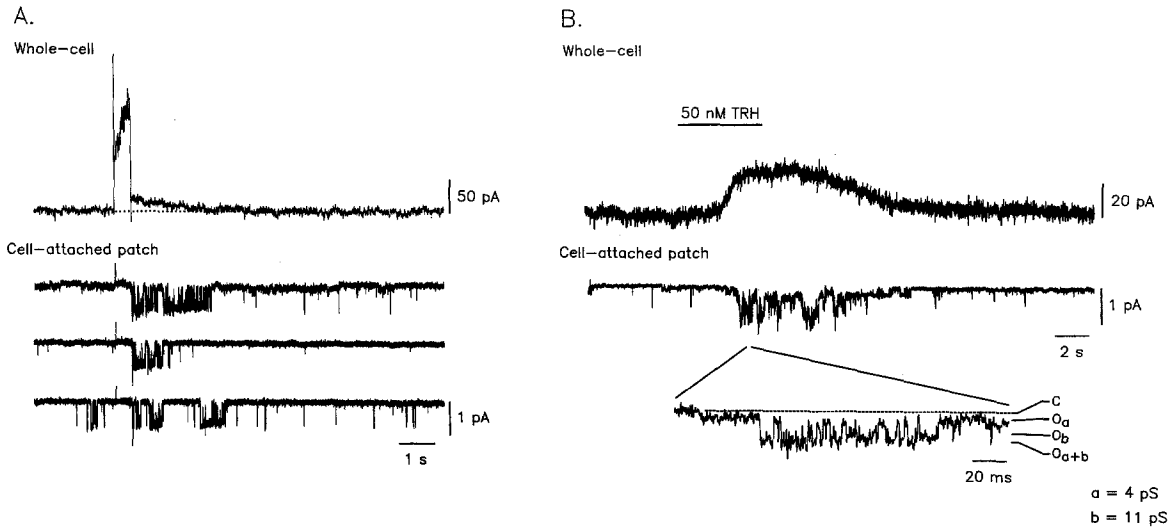 A.
Whole-cell
50 pA
Cell-attached patch
1 pA
1 s
B.
Whole-cell
50 nM TRH
20 pA
Cell-attached patch
1 pA
2 s
C
Oa
Ob
Oa+b
20 ms
a = 4 pS
b = 11 pS